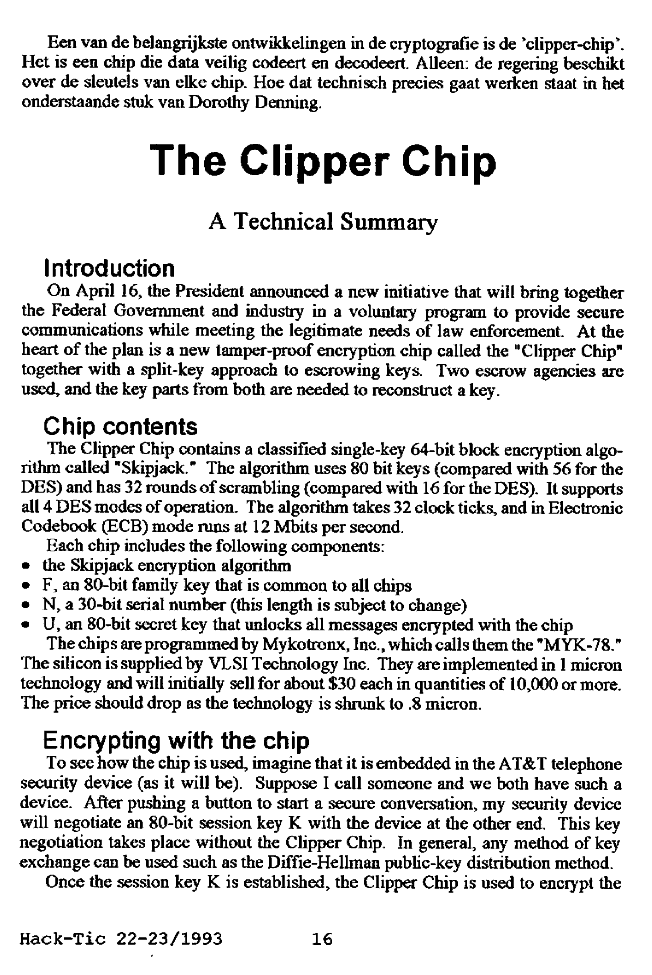 Een van de belangrijkste ontwikkelingen in de cryptografie is de 'clipper-chip'.
Het is een chip die data veilig codeert en decodeert. Alleen: de regering beschikt
over de sleutels van elke chip. Hoe dat technisch precies gaat werken staat in het
onderstaande stuk van Dorothy Denning.
The Clipper Chip
A Technical Summary
Introduction
On April 16, the President announced a new initiative that will bring together
the Federal Government and industry in a voluntary program to provide secure
communications while meeting the legitimate needs of law enforcement. At the
heart of the plan is a new tamper-proof encryption chip called the "Clipper Chip"
together with a split-key approach to escrowing keys. Two escrow agencies are
used, and the key parts from both are needed to reconstruct a key.
Chip contents
The Clipper Chip contains a classified single-key 64-bit block encryption algo-
rithm called "Skipjack." The algorithm uses 80 bit keys (compared with 56 for the
DES) and has 32 rounds of scrambling (compared with 16 for the DES). It supports
all 4 DES modes of operation. The algorithm takes 32 clock ticks, and in Electronic
Codebook (ECB) mode runs at 12 Mbits per second.
Each chip includes the following components:
• the Skipjack encryption algorithm
• F, an 80-bit family key that is common to all chips
• N, a 30-bit serial number (this length is subject to change)
• U, an 80-bit secret key that unlocks all messages encrypted with the chip
The chips are programmed by Mykotronx, Inc., which calls them the "MYK-78."
The silicon is supplied by VLSI Technology Inc. They are implemented in 1 micron
technology and will initially sell for about $30 each in quantities of 10,000 or more.
The price should drop as the technology is shrunk to .8 micron.
Encrypting with the chip
To see how the chip is used, imagine that it is embedded in the AT&T telephone
security device (as it will be). Suppose I call someone and we both have such a
device. After pushing a button to start a secure conversation, my security device
will negotiate an 80-bit session key K with the device at the other end. This key
negotiation takes place without the Clipper Chip. In general, any method of key
exchange can be used such as the Diffie-Hellman public-key distribution method.
Once the session key K is established, the Clipper Chip is used to encrypt the
Hack-Tic 22-23/1993 16